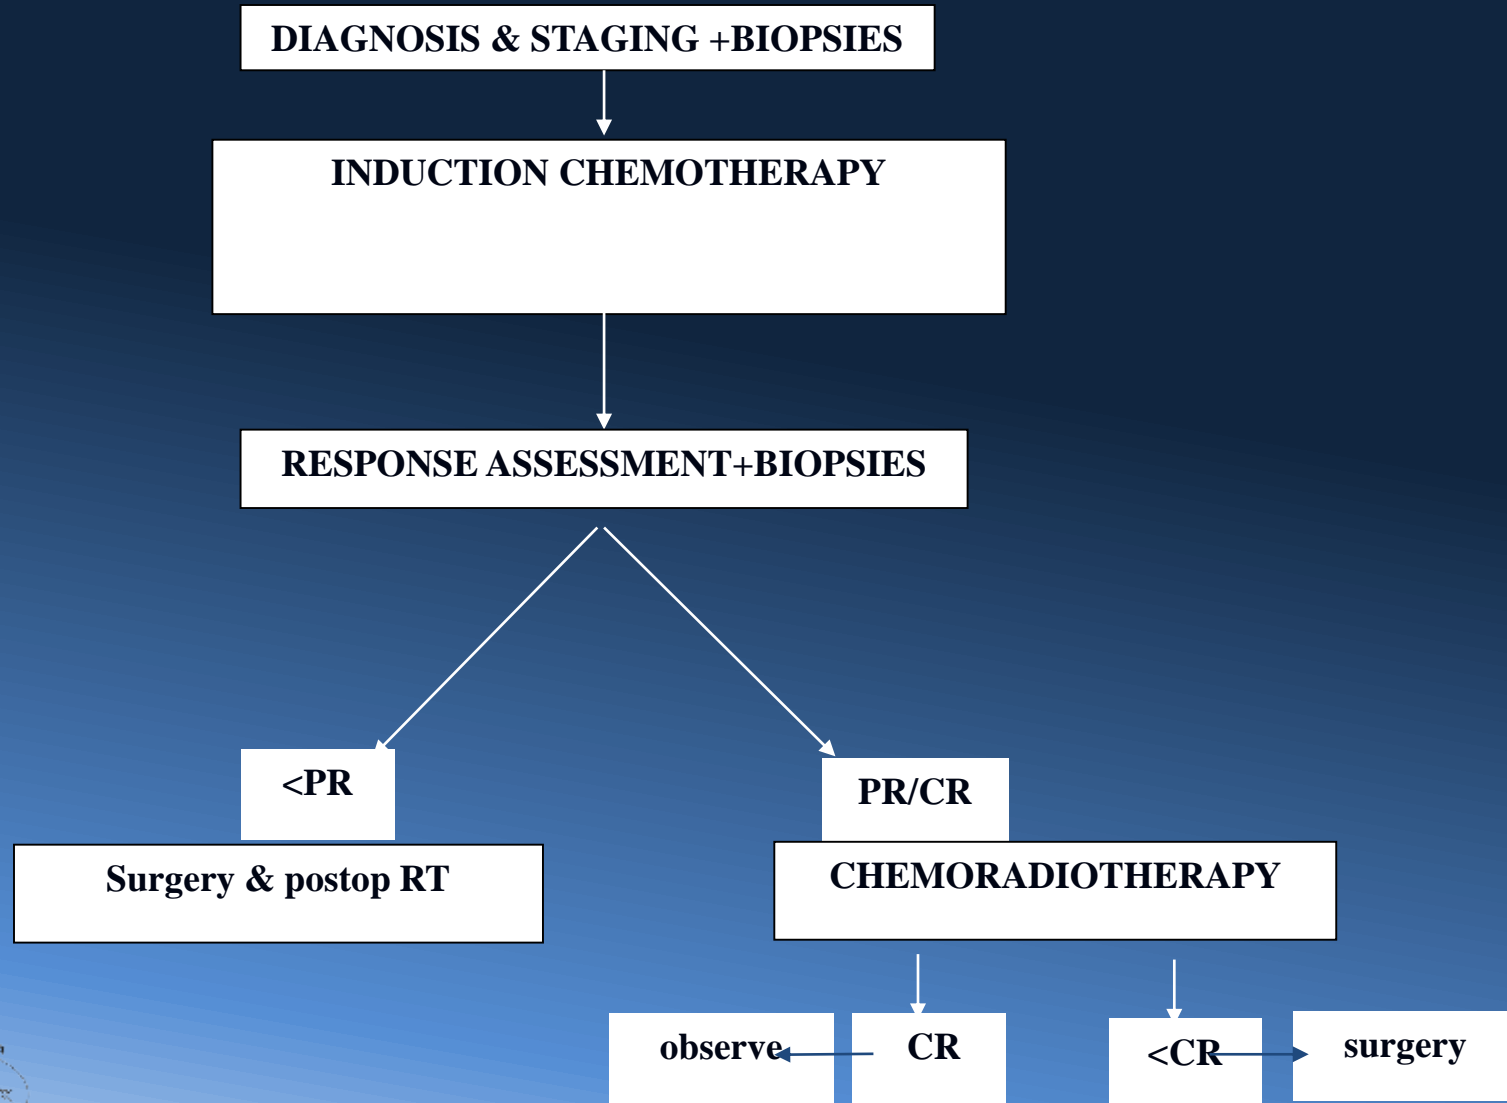 DIAGNOSIS & STAGING +BIOPSIES
INDUCTION CHEMOTHERAPY
RESPONSE ASSESSMENT+BIOPSIES
<PR
PR/CR
Surgery & postop RT
CHEMORADIOTHERAPY
observe
CR
<CR
surgery